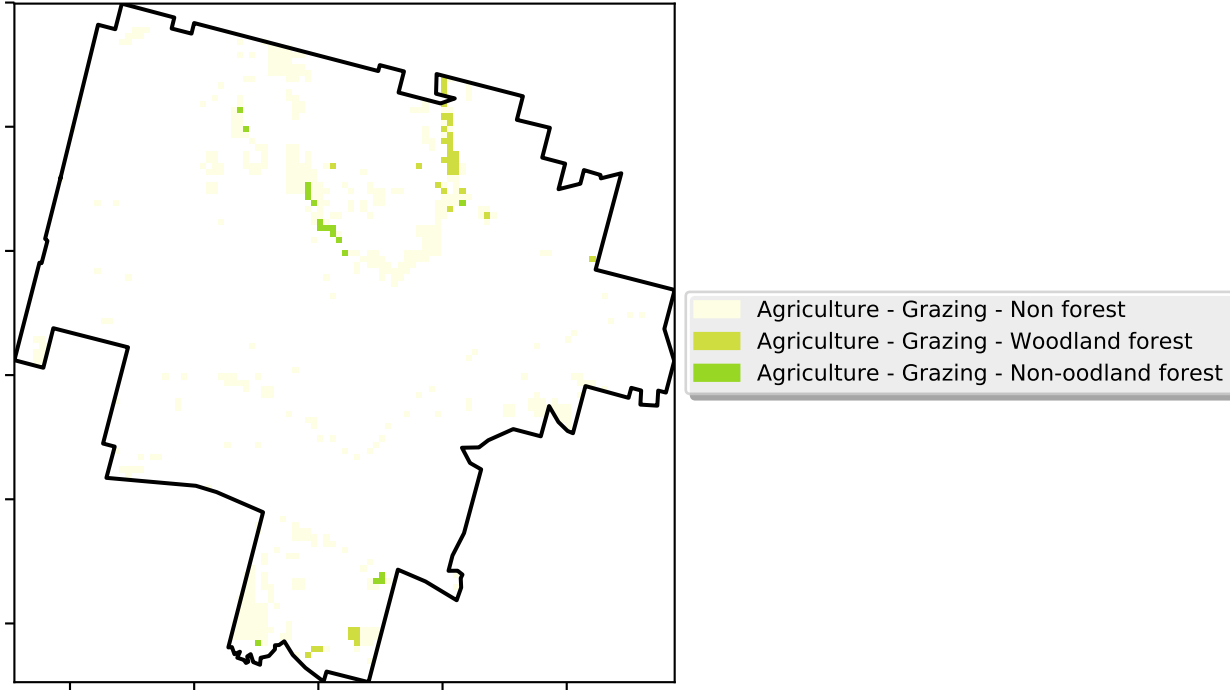 Agriculture - Grazing - Non forest
Agriculture - Grazing - Woodland forest
Agriculture - Grazing - Non-oodland forest